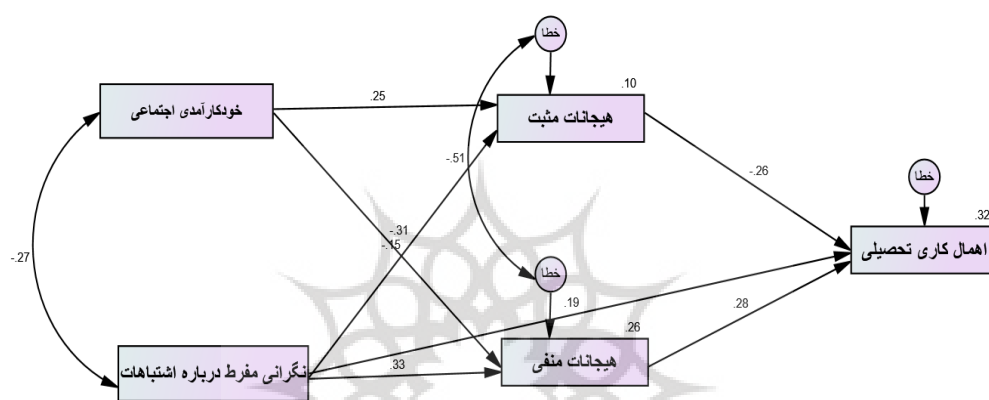 خطا
.10
خودکارآمدی اجتماعی
.25
هیجانات مثبت
-.51
-.26
خطا
.32
-.31
-.15
اهمال کاری تحصیلی
-.27
خطا
.19
.28
.26
نگرانی مفرط درباره اشتباهات
.33
هیجانات منفی